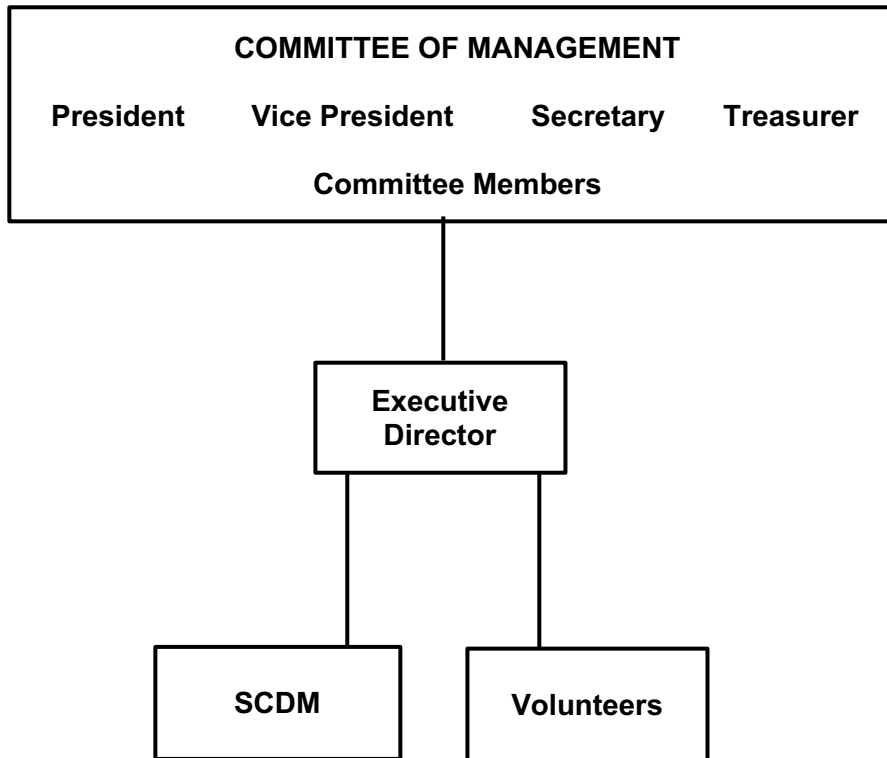 COMMITTEE OF MANAGEMENT
President Vice President Secretary Treasurer
Committee Members
Executive
Director
SCDM
Volunteers